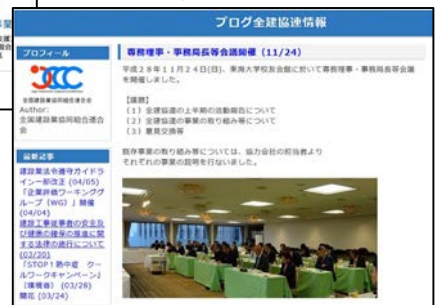 ブログ全建協連情報
プロフィール
全国建設業協同組合連合会
Author:
全国建設業協同組合連合
会
最新記事
建設業法令遵守ガイドラ
イン一部改正 (04/05)
「企業評価ワーキンググ
ループ（WG）」開催
(04/04)
建設工事従事者の安全及
び健康の確保の推進に関
する法律の施行について
(03/30)
「STOP！熱中症　クー
ルワークキャンペーン」
（環境省） (03/28)
開花 (03/24)
専務理事・事務局長等会議開催（11/24）
平成２８年１１月２４日(日)、東海大学校友会館に於いて専務理事・事務局長等会議
を開催しました。
【議題】
（１）全建協連の上半期の活動報告について
（２）全建協連の事業の取り組み等について
（３）意見交換等
既存事業の取り組み等については、協力会社の担当者より
それぞれの事業の説明を行ないました。